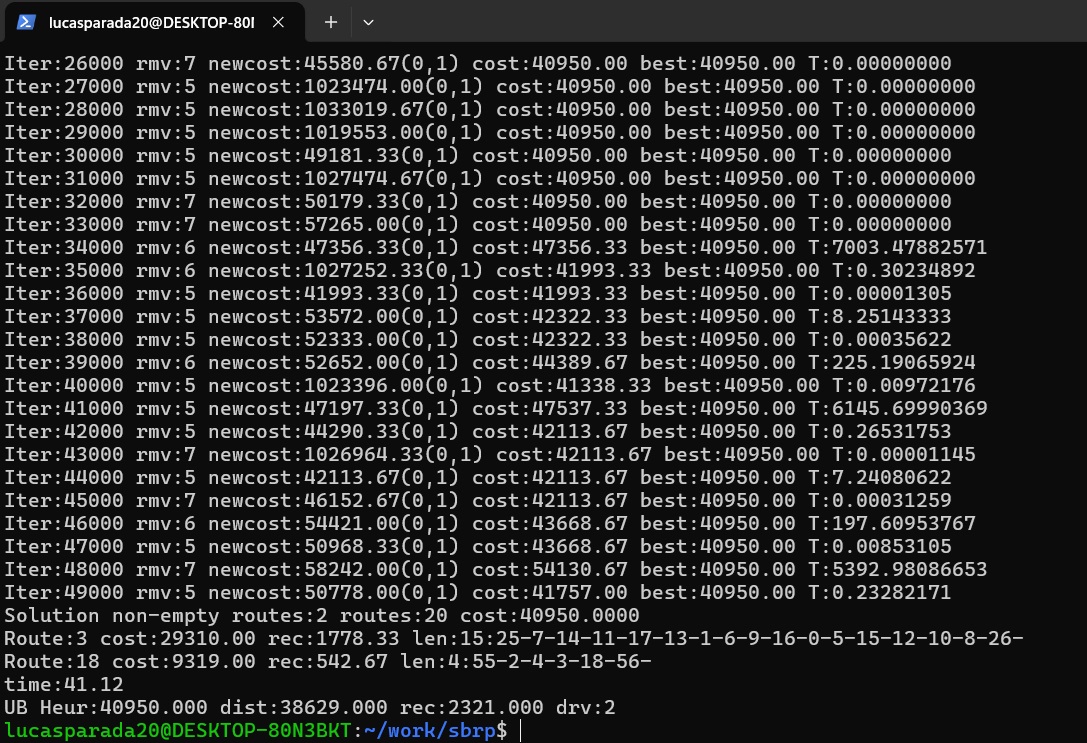 lucasparada20@DESKTOP-80I
Iter:26000 rmv:7 newcost:45580.67(0,1) cost:40950.00 best:40950.00 T:0.00000000
Iter:27000 rmv:5 newcost:1023474.00(0,1) cost:40950.00 best:40950.00 T:0.00000000
Iter:28000 rmv:5 newcost:1033019.67(0,1) cost:40950.00 best:40950.00 T:0.00000000
Iter:29000 rmv:5 newcost:1019553.00(0,1) cost:40950.00 best:40950.00 T:0.00000000
Iter:30000 rmv:5 newcost:49181.33(0,1) cost:40950.00 best:40950.00 T:0.00000000
Iter:31000 rmv:5 newcost:1027474.67(0,1) cost:40950.00 best:40950.00 T:0.00000000
Iter:32000 rmv:7 newcost:50179.33(0,1) cost:40950.00 best:40950.00 T:0.00000000
Iter:33000 rmv:7 newcost:57265.00(0,1) cost:40950.00 best:40950.00 T:0.00000000
Iter:34000 rmv:6 newcost:47356.33(0,1) cost:47356.33 best:40950.00 T:7003.47882571
Iter:35000 rmv:6 newcost:1027252.33(0,1) cost:41993.33 best:40950.00 T:0.30234892
Iter:36000 rmv:5 newcost:41993.33(0,1) cost:41993.33 best:40950.00 T:0.00001305
Iter:37000 rmv:5 newcost:53572.00(0,1) cost:42322.33 best:40950.00 T:8.25143333
Iter:38000 rmv:5 newcost:52333.00(0,1) cost:42322.33 best:40950.00 T:0.00035622
Iter:39000 rmv:6 newcost:52652.00(0,1) cost:44389.67 best:40950.00 T:225.19065924
Iter:40000 rmv:5 newcost:1023396.00(0,1) cost:41338.33 best:40950.00 T:0.00972176
Iter:41000 rmv:5 newcost:47197.33(0,1) cost:47537.33 best:40950.00 T:6145.69990369
Iter:42000 rmv:5 newcost:44290.33(0,1) cost:42113.67 best:40950.00 T:0.26531753
Iter:43000 rmv:7 newcost:1026964.33(0,1) cost:42113.67 best:40950.00 T:0.00001145
Iter:44000 rmv:5 newcost:42113.67(0,1) cost:42113.67 best:40950.00 T:7.24080622
Iter:45000 rmv:7 newcost:46152.67(0,1) cost:42113.67 best:40950.00 T:0.00031259
Iter:46000 rmv:6 newcost:54421.00(0,1) cost:43668.67 best:40950.00 T:197.60953767
Iter:47000 rmv:5 newcost:50968.33(0,1) cost:43668.67 best:40950.00 T:0.00853105
Iter:48000 rmv:7 newcost:58242.00(0,1) cost:54130.67 best:40950.00 T:5392.98086653
Iter:49000 rmv:5 newcost:50778.00(0,1) cost:41757.00 best:40950.00 T:0.23282171
Solution non-empty routes:2 routes:20 cost:40950.0000
Route:3 cost:29310.00 rec:1778.33 len:15:25-7-14-11-17-13-1-6-9-16-0-5-15-12-10-8-26-
Route:18 cost:9319.00 rec:542.67 len:4:55-2-4-3-18-56-
time:41.12
UB Heur:40950.000 dist:38629.000 rec:2321.000 drv:2
lucasparada20@DESKTOP-80N3BKT:~/work/sbrp$